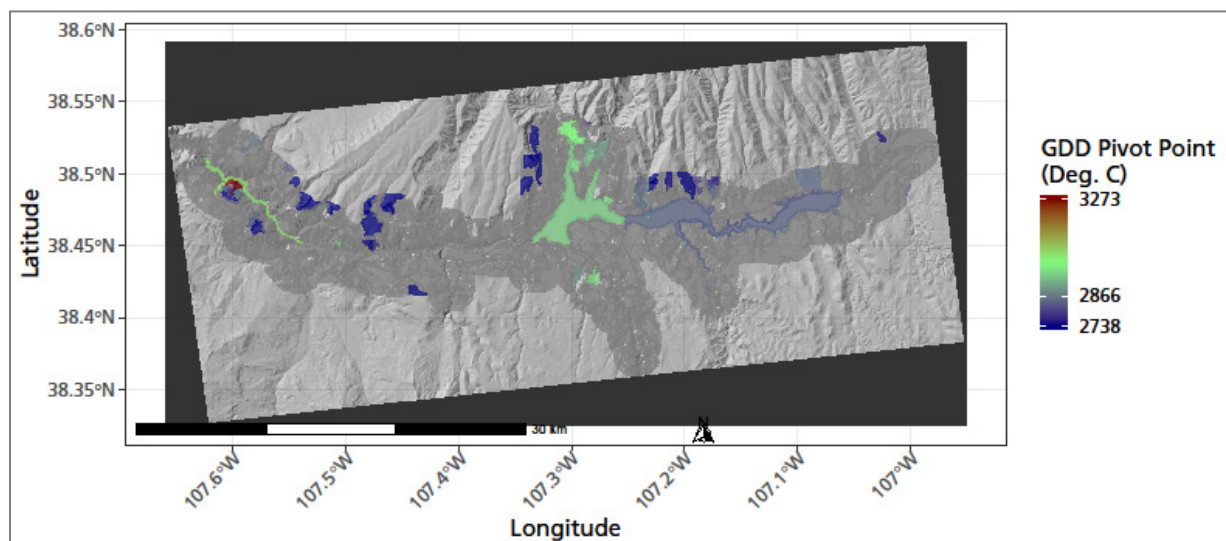 38.6°N
38.55°N
38.5°N
38.45°N
38.4°N
38.35°N
Latitude
GDD Pivot Point
(Deg. C)
3273
2866
2738
30 km
N
107.6°W
107.5°W
107.4°W
107.3°W
107.2°W
107.1°W
107°W
Longitude